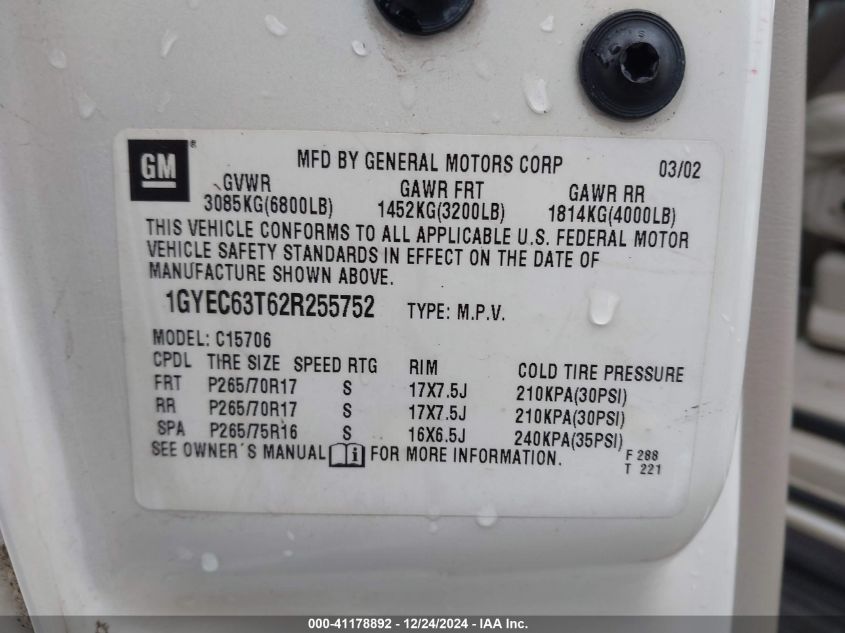 GM ®
MFD BY GENERAL MOTORS CORP 03/02
GVWR GAWR FRT GAWR RR
3085KG(6800LB) 1452KG(3200LB) 1814KG(4000LB)
THIS VEHICLE CONFORMS TO ALL APPLICABLE U.S. FEDERAL MOTOR
VEHICLE SAFETY STANDARDS IN EFFECT ON THE DATE OF
MANUFACTURE SHOWN ABOVE.
1GYEC63T62R255752 TYPE: M.P.V.
MODEL: C15706
CPDL TIRE SIZE SPEED RTG RIM COLD TIRE PRESSURE
FRT P265/70R17 S 17X7.5J 210KPA(30PSI)
RR P265/70R17 S 17X7.5J 210KPA(30PSI)
SPA P265/75R16 S 16X6.5J 240KPA(35PSI)
SEE OWNER´S MANUAL i FOR MORE INFORMATION. F 288
T 221
000-41178892 - 12/24/2024 - IAA Inc.